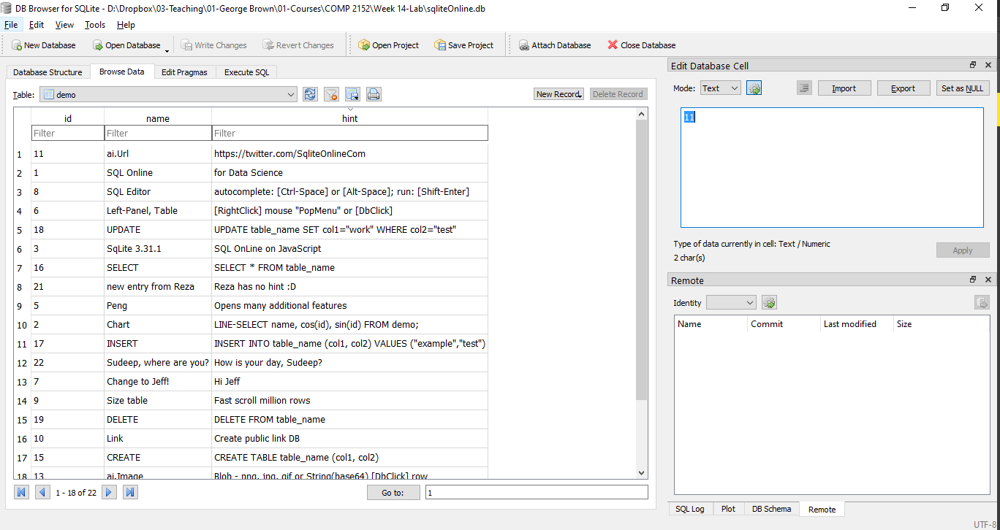 DB Browser for SQLite - D:\Dropbox\03-Teaching\01-George Brown\01-Courses\COMP 2152\Week 14-Lab\sqliteOnline.db
File Edit View Tools Help
New Database Open Database Write Changes Revert Changes Open Project Save Project Attach Database Close Database
Database Structure Browse Data Edit Pragmas Execute SQL
Table: demo New Record Delete Record
id name hint
Filter Filter Filter
1 11 ai.Url https://twitter.com/SqliteOnlineCom
2 1 SQL Online for Data Science
3 8 SQL Editor autocomplete: [Ctrl-Space] or [Alt-Space]; run: [Shift-Enter]
4 6 Left-Panel, Table [RightClick] mouse "PopMenu" or [DbClick]
5 18 UPDATE UPDATE table_name SET col1="work" WHERE col2="test"
6 3 SqLite 3.31.1 SQL OnLine on JavaScript
7 16 SELECT SELECT * FROM table_name
8 21 new entry from Reza Reza has no hint :D
9 5 Peng Opens many additional features
10 2 Chart LINE-SELECT name, cos(id), sin(id) FROM demo;
11 17 INSERT INSERT INTO table_name (col1, col2) VALUES ("example","test")
12 22 Sudeep, where are you? How is your day, Sudeep?
13 7 Change to Jeff! Hi Jeff
14 9 Size table Fast scroll million rows
15 19 DELETE DELETE FROM table_name
16 10 Link Create public link DB
17 15 CREATE CREATE TABLE table_name (col1, col2)
18 13 ai.Image Blob - png, jpg, gif or String(base64) [DbClick] row
1 - 18 of 22 Go to: 1
Edit Database Cell
Mode: Text Import Export Set as NULL
11
Type of data currently in cell: Text / Numeric
2 char(s)
Apply
Remote
Identity
Name Commit Last modified Size
SQL Log Plot DB Schema Remote
UTF-8